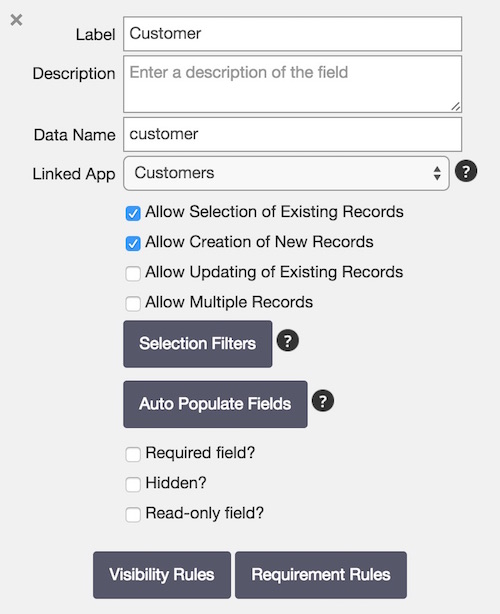 Label Customer
Description Enter a description of the field
Data Name customer
Linked App Customers ?
Allow Selection of Existing Records
Allow Creation of New Records
Allow Updating of Existing Records
Allow Multiple Records
Selection Filters ?
Auto Populate Fields ?
Required field?
Hidden?
Read-only field?
Visibility Rules Requirement Rules